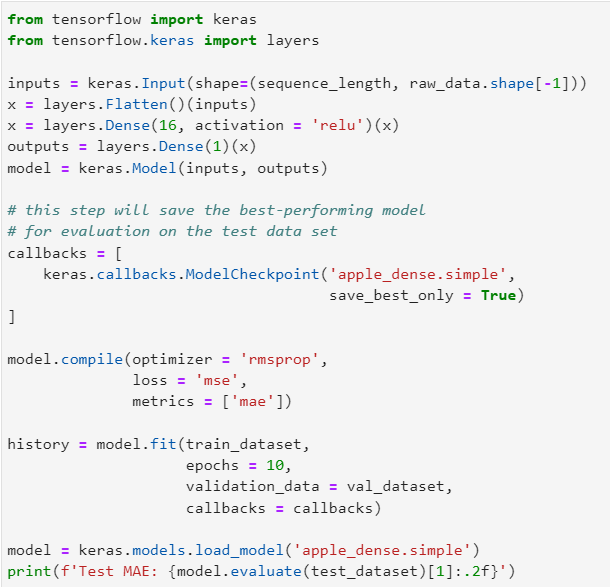 from tensorflow import keras
from tensorflow.keras import layers

inputs = keras.Input(shape=(sequence_length, raw_data.shape[-1]))
x = layers.Flatten()(inputs)
x = layers.Dense(16, activation = 'relu')(x)
outputs = layers.Dense(1)(x)
model = keras.Model(inputs, outputs)

# this step will save the best-performing model
# for evaluation on the test data set
callbacks = [
    keras.callbacks.ModelCheckpoint('apple_dense.simple',
                                    save_best_only = True)
]

model.compile(optimizer = 'rmsprop',
              loss = 'mse',
              metrics = ['mae'])

history = model.fit(train_dataset,
                    epochs = 10,
                    validation_data = val_dataset,
                    callbacks = callbacks)

model = keras.models.load_model('apple_dense.simple')
print(f'Test MAE: {model.evaluate(test_dataset)[1]:.2f}')